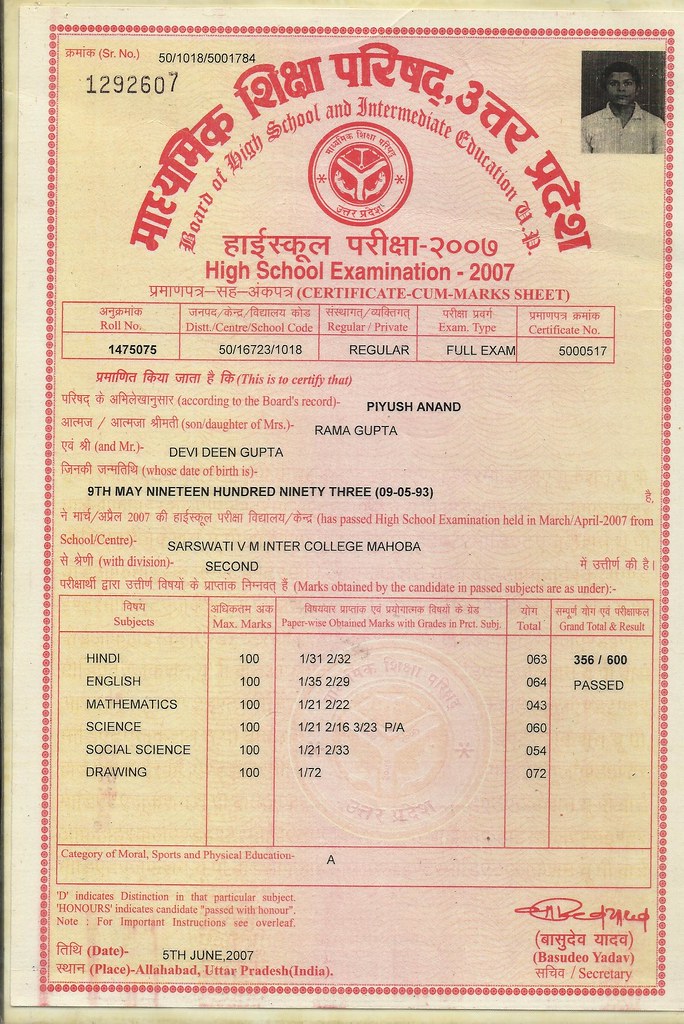 क्रमांक (Sr. No.) 50/1018/5001784
1292607
माध्यमिक शिक्षा परिषद्, उत्तर प्रदेश
Board of High School and Intermediate Education U.P.
माध्यमिक शिक्षा परिषद्
उत्तर प्रदेश
हाईस्कूल परीक्षा-२००७
High School Examination - 2007
प्रमाणपत्र-सह-अंकपत्र (CERTIFICATE-CUM-MARKS SHEET)
अनुक्रमांक जनपद/केन्द्र/विद्यालय कोड संस्थागत/व्यक्तिगत परीक्षा प्रवर्ग प्रमाणपत्र क्रमांक
Roll No. Distt./Centre/School Code Regular / Private Exam. Type Certificate No.
1475075 50/16723/1018 REGULAR FULL EXAM 5000517
प्रमाणित किया जाता है कि (This is to certify that)
परिषद् के अभिलेखानुसार (according to the Board's record)- PIYUSH ANAND
आत्मज / आत्मजा श्रीमती (son/daughter of Mrs.)- RAMA GUPTA
एवं श्री (and Mr.)- DEVI DEEN GUPTA
जिनकी जन्मतिथि (whose date of birth is)-
9TH MAY NINETEEN HUNDRED NINETY THREE (09-05-93) है,
ने मार्च/अप्रैल 2007 की हाईस्कूल परीक्षा विद्यालय/केन्द्र (has passed High School Examination held in March/April-2007 from
School/Centre)- SARSWATI V M INTER COLLEGE MAHOBA
से श्रेणी (with division)- SECOND में उत्तीर्ण की है।
परीक्षार्थी द्वारा उत्तीर्ण विषयों के प्राप्तांक निम्नवत् हैं (Marks obtained by the candidate in passed subjects are as under):-
विषय अधिकतम अंक विषयवार प्राप्तांक एवं प्रयोगात्मक विषयों के ग्रेड योग सम्पूर्ण योग एवं परीक्षाफल
Subjects Max. Marks Paper-wise Obtained Marks with Grades in Prct. Subj. Total Grand Total & Result
HINDI 100 1/31 2/32 063 356 / 600
ENGLISH 100 1/35 2/29 064 PASSED
MATHEMATICS 100 1/21 2/22 043
SCIENCE 100 1/21 2/16 3/23 P/A 060
SOCIAL SCIENCE 100 1/21 2/33 054
DRAWING 100 1/72 072
माध्यमिक शिक्षा परिषद्
उत्तर प्रदेश
Category of Moral, Sports and Physical Education- A
'D' indicates Distinction in that particular subject.
'HONOURS' indicates candidate "passed with honour".
Note : For Important Instructions see overleaf.
तिथि (Date)- 5TH JUNE,2007
स्थान (Place)-Allahabad, Uttar Pradesh(India).
(बासुदेव यादव)
(Basudeo Yadav)
सचिव / Secretary